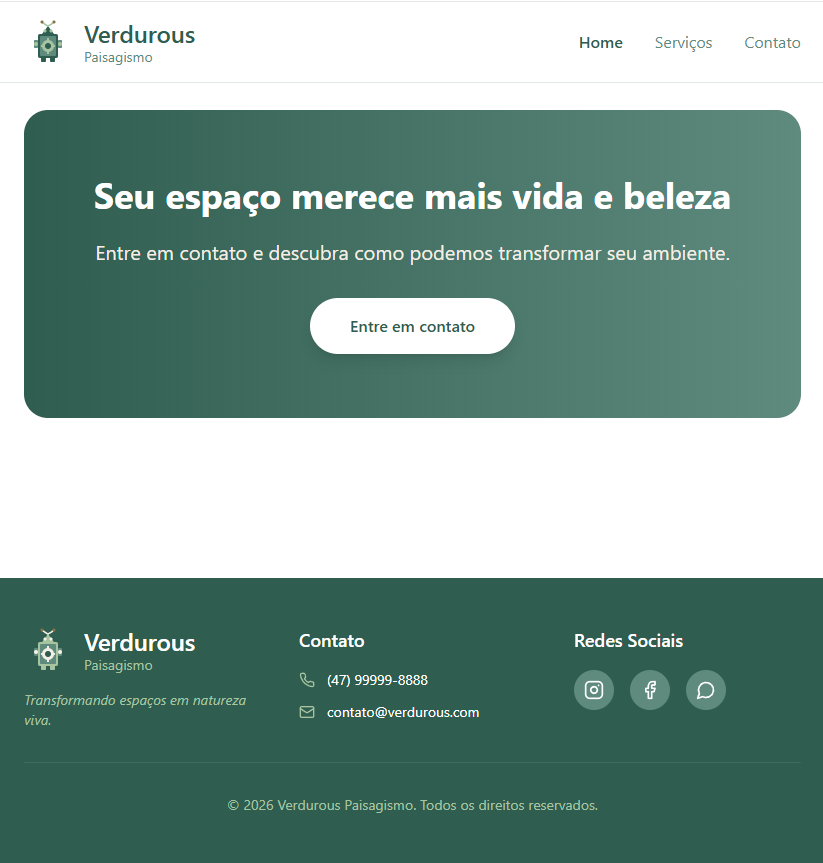 Verdurous
Paisagismo
Home
Serviços
Contato
Seu espaço merece mais vida e beleza
Entre em contato e descubra como podemos transformar seu ambiente.
Entre em contato
Verdurous
Paisagismo
Transformando espaços em natureza
viva.
Contato
(47) 99999-8888
contato@verdurous.com
Redes Sociais
© 2026 Verdurous Paisagismo. Todos os direitos reservados.